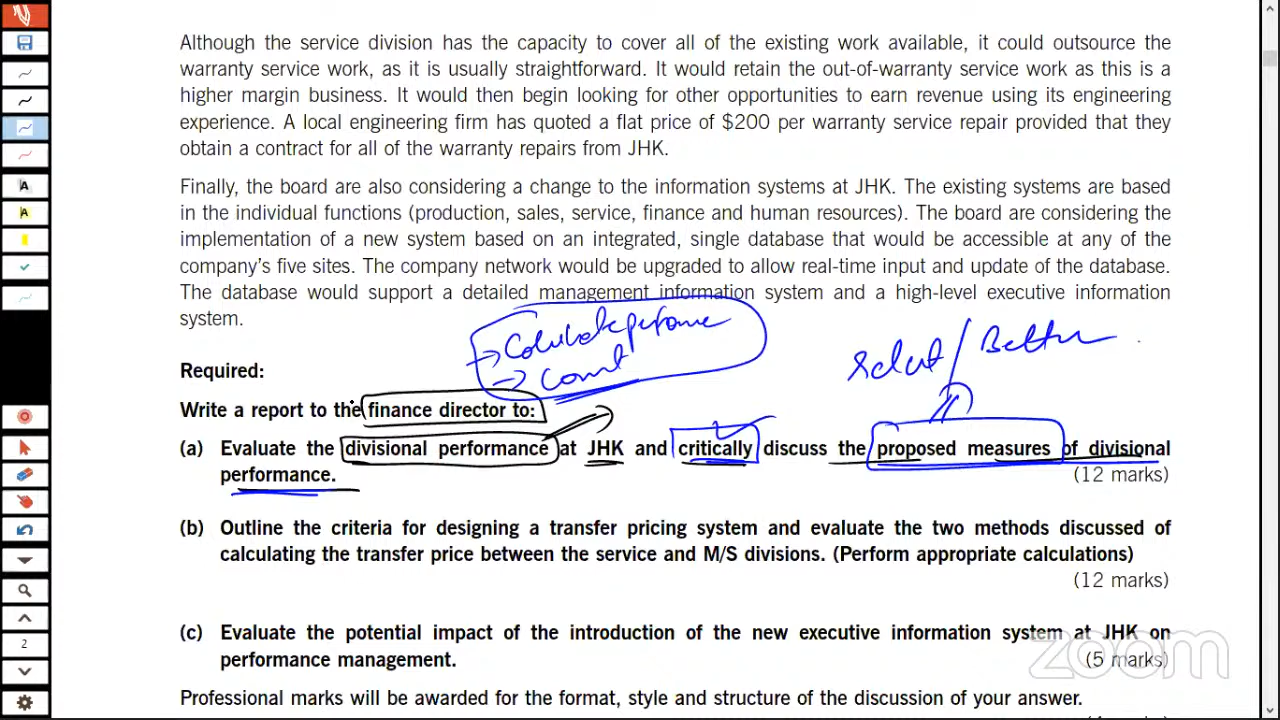 Although the service division has the capacity to cover all of the existing work available, it could outsource the
warranty service work, as it is usually straightforward. It would retain the out-of-warranty service work as this is a
higher margin business. It would then begin looking for other opportunities to earn revenue using its engineering
experience. A local engineering firm has quoted a flat price of $200 per warranty service repair provided that they
obtain a contract for all of the warranty repairs from JHK.
Finally, the board are also considering a change to the information systems at JHK. The existing systems are based
in the individual functions (production, sales, service, finance and human resources). The board are considering the
implementation of a new system based on an integrated, single database that would be accessible at any of the
company's five sites. The company network would be upgraded to allow real-time input and update of the database.
The database would support a detailed management information system and a high-level executive information
system.
Select / Better
Required:
Write a report to the finance director to:
(a) Evaluate the divisional performance at JHK and critically discuss the proposed measures of divisional
performance. (12 marks)
(b) Outline the criteria for designing a transfer pricing system and evaluate the two methods discussed of
calculating the transfer price between the service and M/S divisions. (Perform appropriate calculations)
(12 marks)
(c) Evaluate the potential impact of the introduction of the new executive information system at JHK on
performance management. (5 marks)
zoom
Professional marks will be awarded for the format, style and structure of the discussion of your answer.
A
A
2